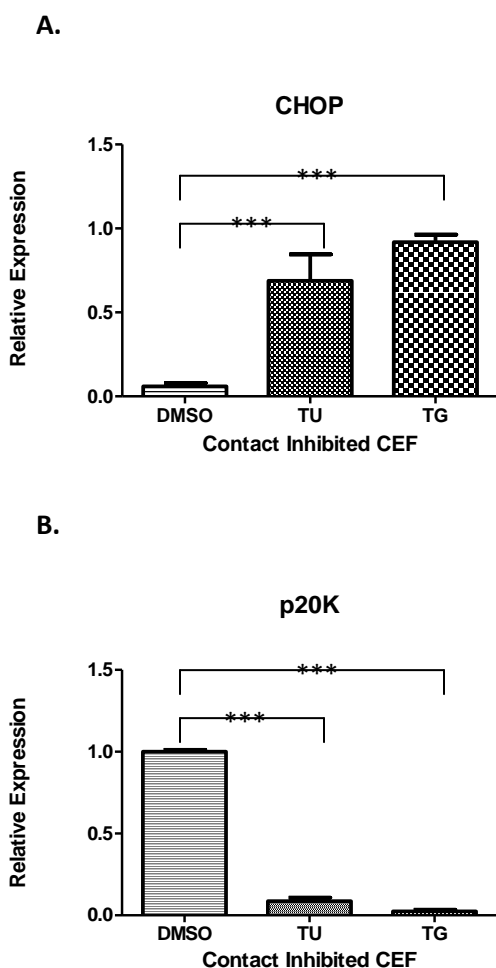 A.
CHOP
Relative Expression
1.5
1.0
0.5
0.0
***
***
DMSO TU TG
Contact Inhibited CEF
B.
p20K
Relative Expression
1.5
1.0
0.5
0.0
***
***
DMSO TU TG
Contact Inhibited CEF